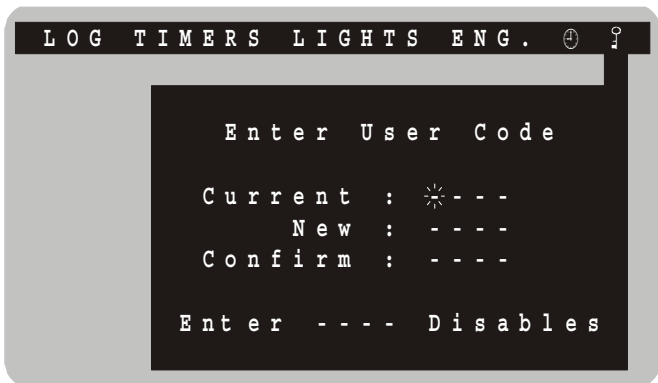 LOG TIMERS LIGHTS ENG.
Enter User Code
Current : ----
New : ----
Confirm : ----
Enter ---- Disables